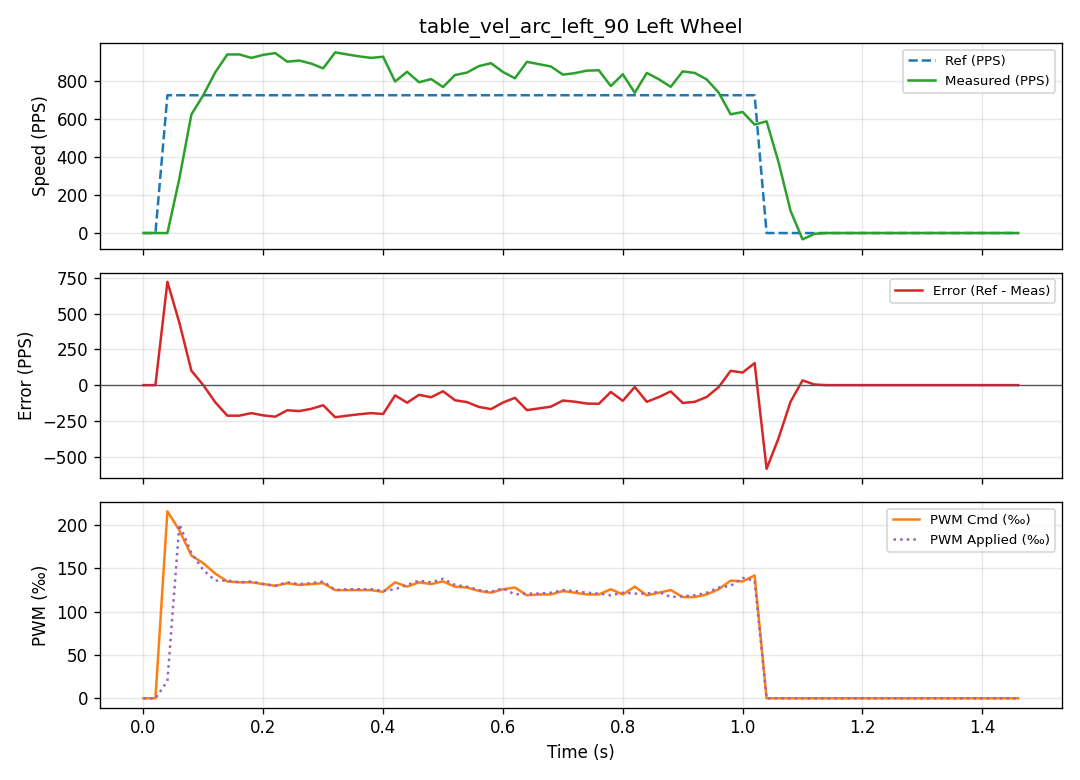 table_vel_arc_left_90 Left Wheel
Speed (PPS)
800
600
400
200
0
Ref (PPS)
Measured (PPS)
Error (PPS)
750
500
250
0
−250
−500
Error (Ref - Meas)
PWM (‰)
200
150
100
50
0
PWM Cmd (‰)
PWM Applied (‰)
0.0 0.2 0.4 0.6 0.8 1.0 1.2 1.4
Time (s)